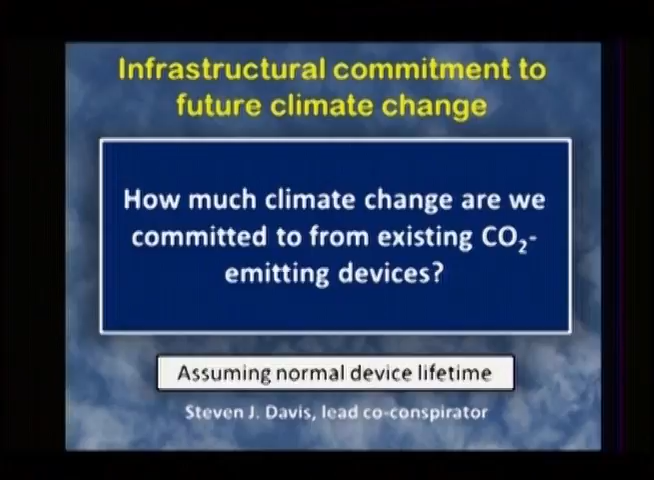 Infrastructural commitment to
future climate change
How much climate change are we
committed to from existing CO₂-
emitting devices?
Assuming normal device lifetime
Steven J. Davis, lead co-conspirator